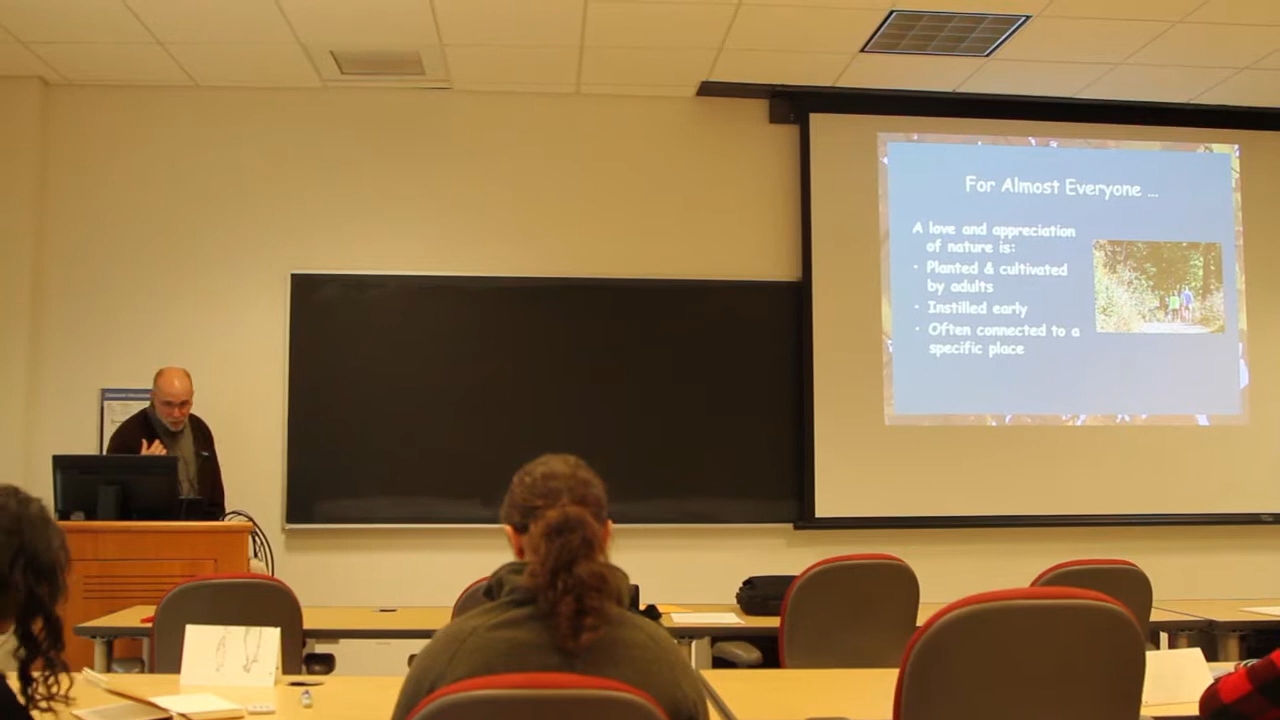 For Almost Everyone ...
A love and appreciation
of nature is:
· Planted & cultivated
by adults
· Instilled early
· Often connected to a
specific place